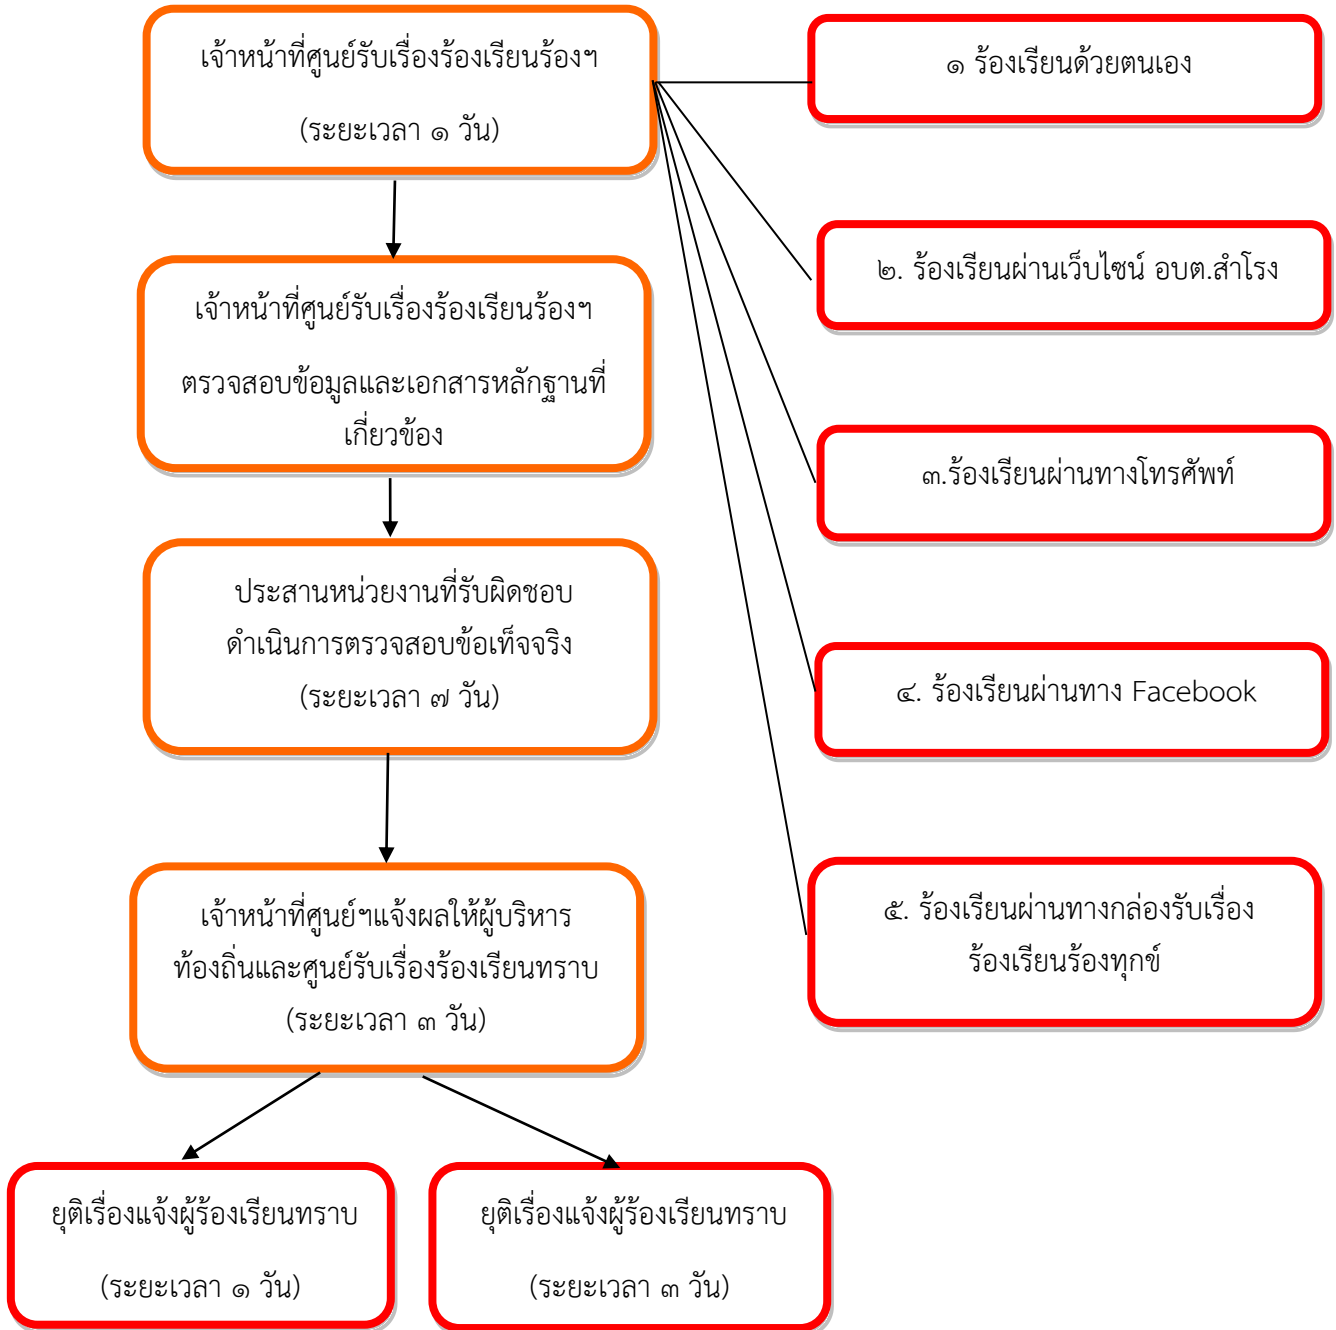 เจ้าหน้าที่ศูนย์รับเรื่องร้องเรียนร้องฯ
(ระยะเวลา ๑ วัน)
เจ้าหน้าที่ศูนย์รับเรื่องร้องเรียนร้องฯ
ตรวจสอบข้อมูลและเอกสารหลักฐานที่
เกี่ยวข้อง
ประสานหน่วยงานที่รับผิดชอบ
ดำเนินการตรวจสอบข้อเท็จจริง
(ระยะเวลา ๗ วัน)
เจ้าหน้าที่ศูนย์ฯแจ้งผลให้ผู้บริหาร
ท้องถิ่นและศูนย์รับเรื่องร้องเรียนทราบ
(ระยะเวลา ๓ วัน)
ยุติเรื่องแจ้งผู้ร้องเรียนทราบ
(ระยะเวลา ๑ วัน)
ยุติเรื่องแจ้งผู้ร้องเรียนทราบ
(ระยะเวลา ๓ วัน)
๑ ร้องเรียนด้วยตนเอง
๒. ร้องเรียนผ่านเว็บไซน์ อบต.สำโรง
๓.ร้องเรียนผ่านทางโทรศัพท์
๔. ร้องเรียนผ่านทาง Facebook
๕. ร้องเรียนผ่านทางกล่องรับเรื่อง
ร้องเรียนร้องทุกข์